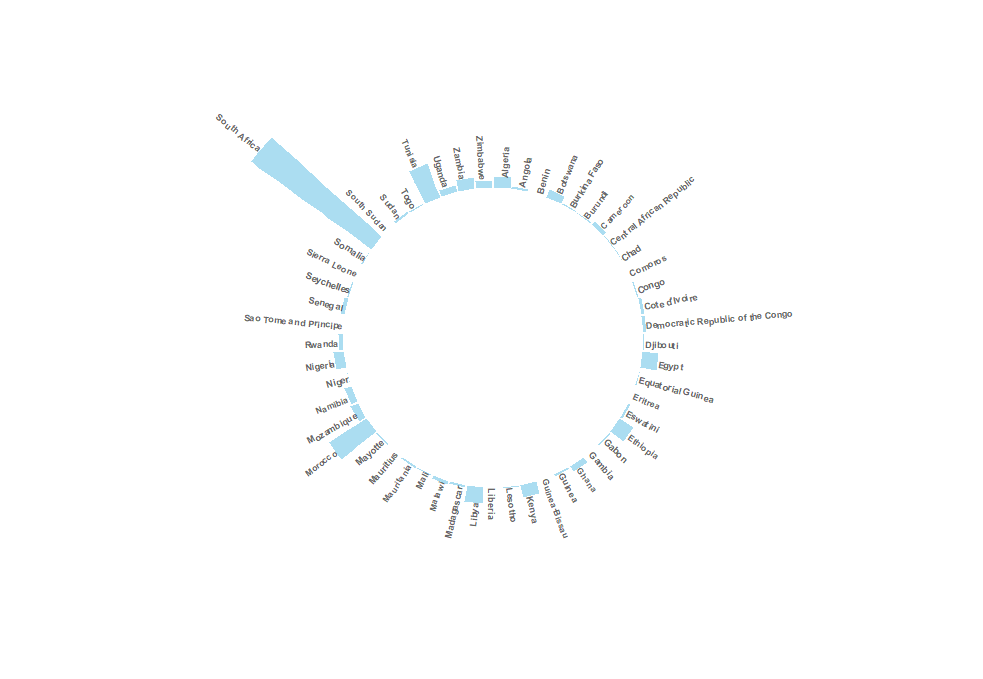 Algeria
Angola
Benin
Botswana
Burkina Faso
Burundi
Cameroon
Central African Republic
Chad
Comoros
Congo
Cote d'Ivoire
Democratic Republic of the Congo
Djibouti
Egypt
Equatorial Guinea
Eritrea
Eswatini
Ethiopia
Gabon
Gambia
Ghana
Guinea
Guinea-Bissau
Kenya
Lesotho
Liberia
Libya
Madagascar
Malawi
Mali
Mauritania
Mauritius
Mayotte
Morocco
Mozambique
Namibia
Niger
Nigeria
Rwanda
Sao Tome and Principe
Senegal
Seychelles
Sierra Leone
Somalia
South Africa
South Sudan
Sudan
Togo
Tunisia
Uganda
Zambia
Zimbabwe